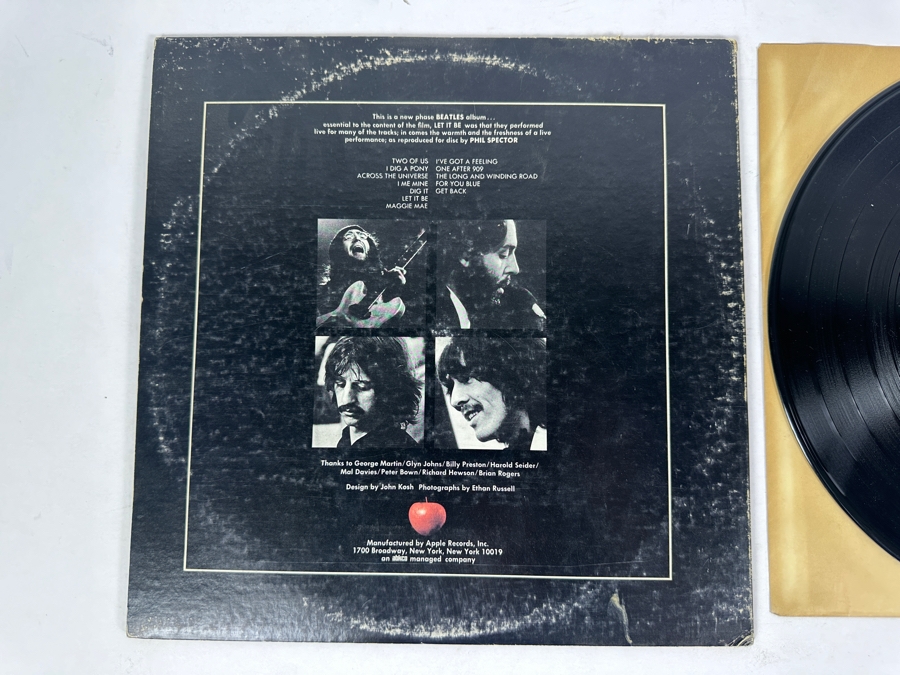 This is a new phase BEATLES album...
essential to the content of the film, LET IT BE was that they performed
live for many of the tracks; in comes the warmth and the freshness of a live
performance; as reproduced for disc by PHIL SPECTOR
TWO OF US
I DIG A PONY
ACROSS THE UNIVERSE
I ME MINE
DIG IT
LET IT BE
MAGGIE MAE
I'VE GOT A FEELING
ONE AFTER 909
THE LONG AND WINDING ROAD
FOR YOU BLUE
GET BACK
Thanks to George Martin/Glyn Johns/Billy Preston/Harold Seider/
Mal Davies/Peter Bown/Richard Hewson/Brian Rogers
Design by John Kosh Photographs by Ethan Russell
Manufactured by Apple Records, Inc.
1700 Broadway, New York, New York 10019
an abkco managed company